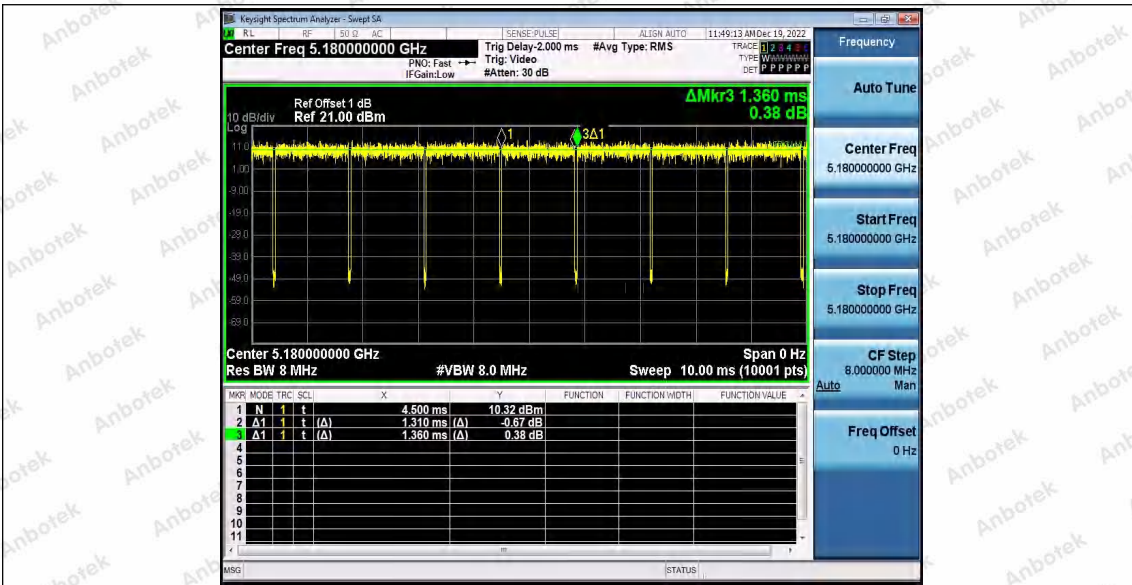 Keysight Spectrum Analyzer - Swept SA
RL RF 50 Ω AC SENSE:PULSE ALIGN AUTO 11:49:13 AM Dec 19, 2022
Center Freq 5.180000000 GHz
PNO: Fast
IFGain:Low
Trig Delay-2.000 ms #Avg Type: RMS
Trig: Video
#Atten: 30 dB
TRACE 1 2 3 4 5 6
TYPE WWWWWW
DET P P P P P P
ΔMkr3 1.360 ms
0.38 dB
Ref Offset 1 dB
10 dB/div Ref 21.00 dBm
Log
11.0
1.00
-9.00
-19.0
-29.0
-39.0
-49.0
-59.0
-69.0
1
3Δ1
Center 5.180000000 GHz Span 0 Hz
Res BW 8 MHz #VBW 8.0 MHz Sweep 10.00 ms (10001 pts)
MKR MODE TRC SCL X Y FUNCTION FUNCTION WIDTH FUNCTION VALUE
1 N 1 t 4.500 ms 10.32 dBm
2 Δ1 1 t (Δ) 1.310 ms (Δ) -0.67 dB
3 Δ1 1 t (Δ) 1.360 ms (Δ) 0.38 dB
4
5
6
7
8
9
10
11
MSG STATUS
Frequency
Auto Tune
Center Freq
5.180000000 GHz
Start Freq
5.180000000 GHz
Stop Freq
5.180000000 GHz
CF Step
8.000000 MHz
Auto Man
Freq Offset
0 Hz
Anbotek